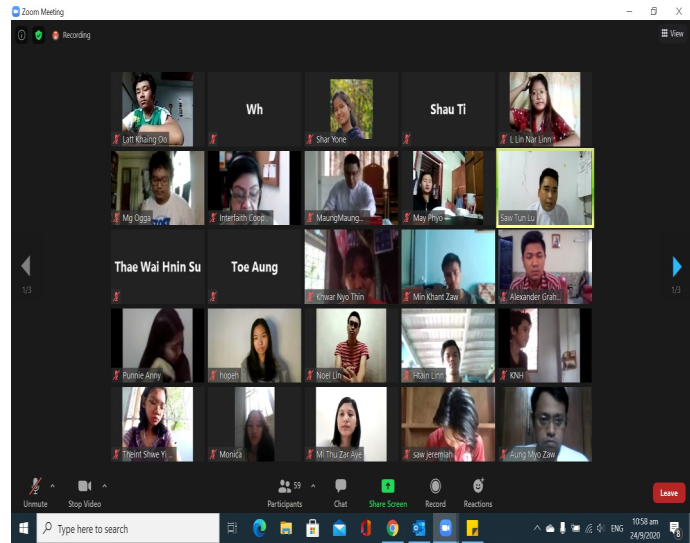 Zoom Meeting
Recording
View
Latt Khaing Oo
Wh
Shar Yone
Shau Ti
L Lin Nar Linn
Mg Ogga
Interfaith Coop
MaungMaung...
May Phyo
Saw Tun Lu
Thae Wai Hnin Su
Toe Aung
Khwar Nyo Thin
Min Khant Zaw
Alexander Grah...
1/3
1/3
Punnie Anny
hopeh
Noel Lin
Htain Linn
KNH
Theint Shwe Yi ...
Monica
Mi Thu Zar Aye
saw Jeremiah
Aung Myo Zaw
59
Unmute
Stop Video
Participants
Chat
Share Screen
Record
Reactions
Leave
Type here to search
ENG
10:58 am
24/9/2020
8